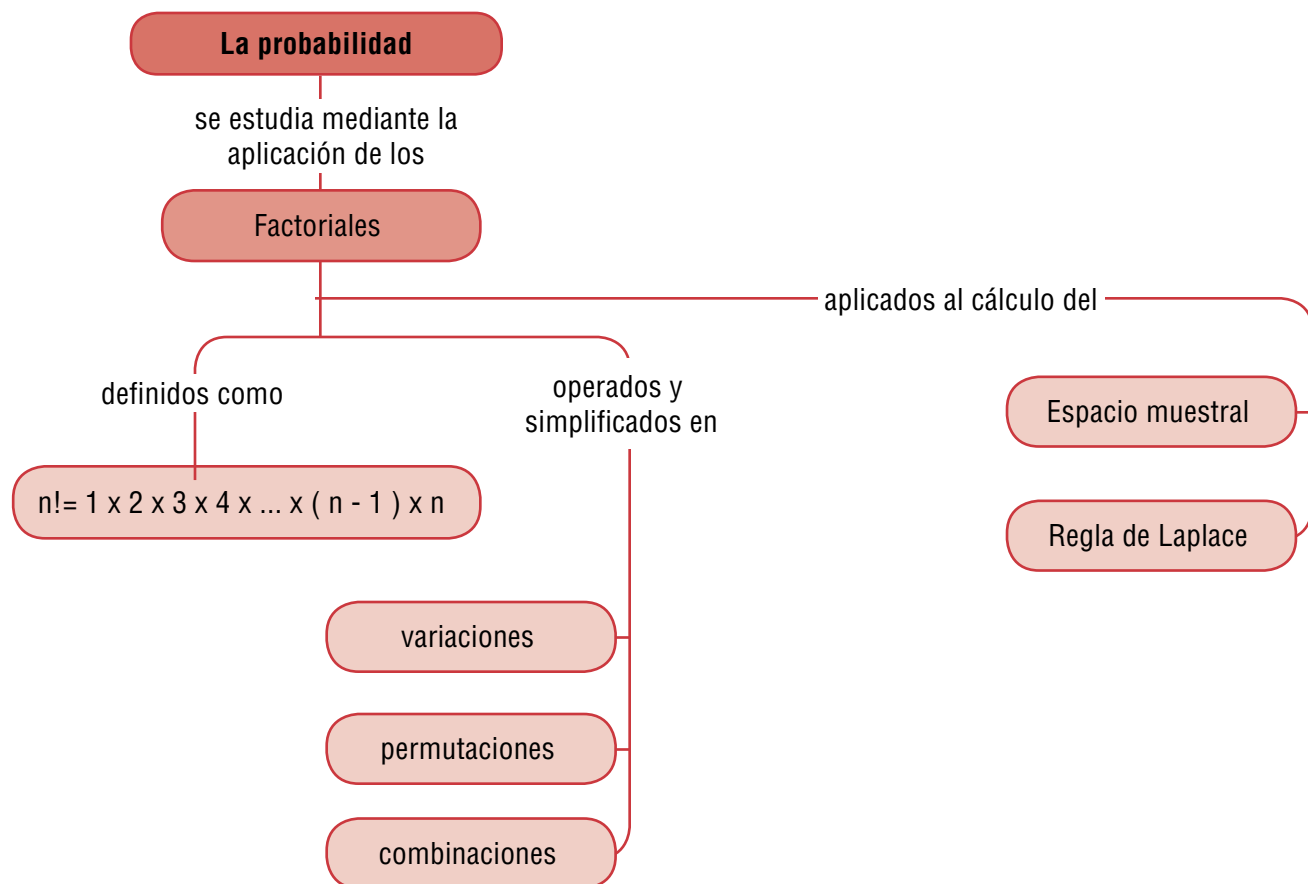 La probabilidad
se estudia mediante la
aplicación de los
Factoriales
aplicados al cálculo del
definidos como
operados y
simplificados en
Espacio muestral
n!= 1 x 2 x 3 x 4 x ... x ( n - 1 ) x n
Regla de Laplace
variaciones
permutaciones
combinaciones